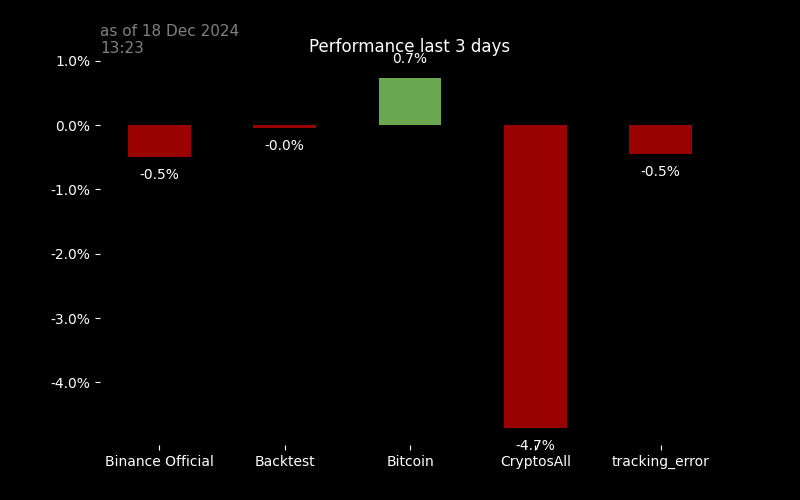 as of 18 Dec 2024
13:23
Performance last 3 days
1.0%
0.0%
-1.0%
-2.0%
-3.0%
-4.0%
0.7%
-0.5%
-0.0%
-0.5%
-4.7%
Binance Official
Backtest
Bitcoin
CryptosAll
tracking_error